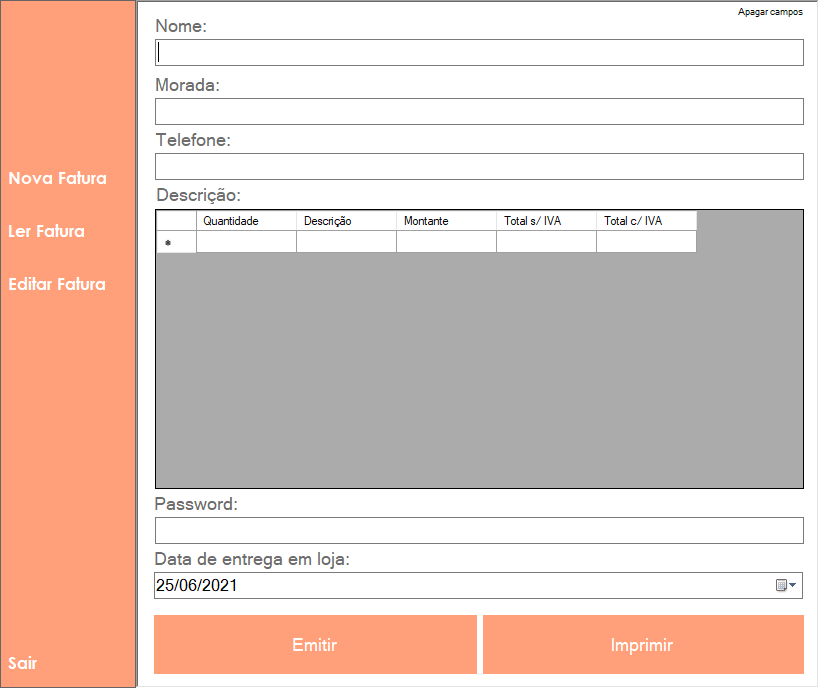 Nova Fatura
Ler Fatura
Editar Fatura
Sair
Apagar campos
Nome:
Morada:
Telefone:
Descrição:
Quantidade Descrição Montante Total s/ IVA Total c/ IVA
*
Password:
Data de entrega em loja:
25/06/2021
Emitir Imprimir